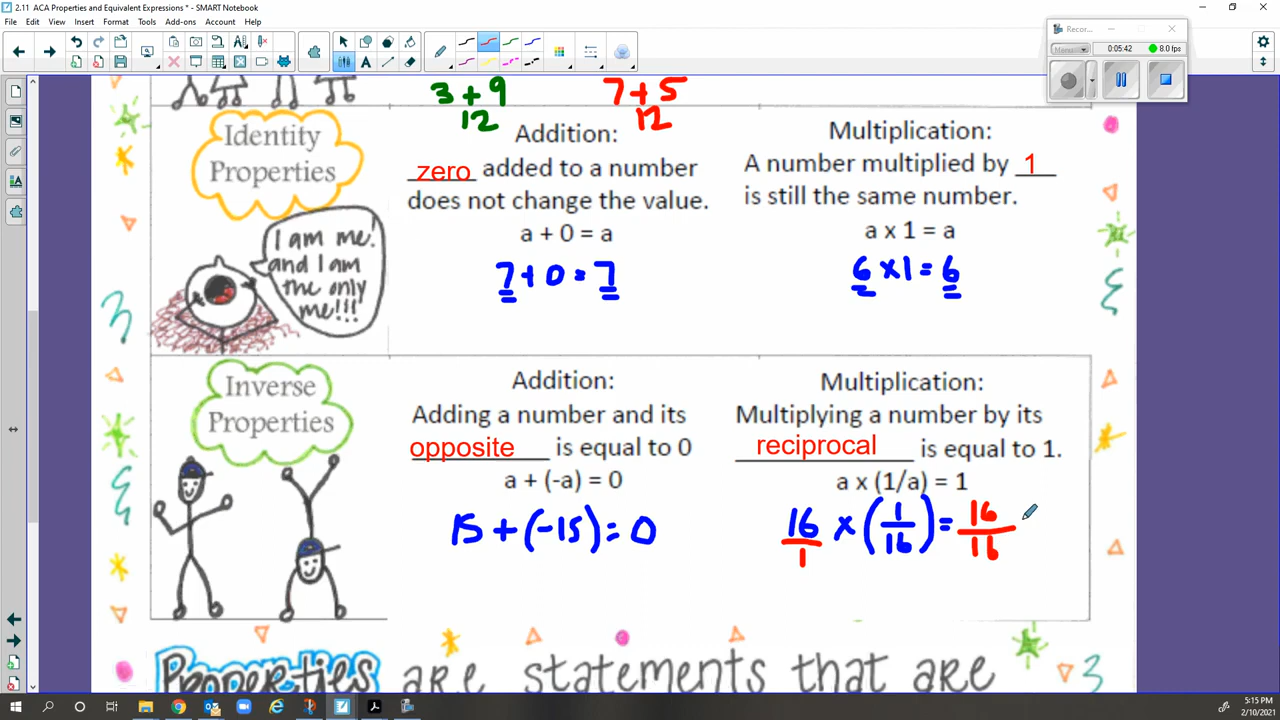 2.11 ACA Properties and Equivalent Expressions * - SMART Notebook
File Edit View Insert Format Tools Add-ons Account Help
Recor...
00:05:42 8.0 fps
3 + 9 7 + 5
12 12
Identity
Properties
I am me!
and I am
the only
me!!!
Addition:
zero added to a number
does not change the value.
a + 0 = a
7 + 0 = 7
Multiplication:
A number multiplied by 1
is still the same number.
a x 1 = a
6 x 1 = 6
Inverse
Properties
Addition:
Adding a number and its
opposite is equal to 0
a + (-a) = 0
15 + (-15) = 0
Multiplication:
Multiplying a number by its
reciprocal is equal to 1.
a x (1/a) = 1
16/1 x (1/16) = 16/16
Properties are statements that are
5:15 PM
2/10/2021